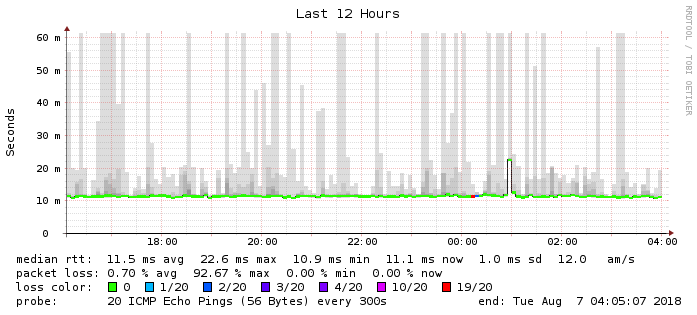 Last 12 Hours
RRDTOOL / TOBI OETIKER
Seconds
60 m
50 m
40 m
30 m
20 m
10 m
0
18:00 20:00 22:00 00:00 02:00 04:00
median rtt: 11.5 ms avg 22.6 ms max 10.9 ms min 11.1 ms now 1.0 ms sd 12.0 am/s
packet loss: 0.70 % avg 92.67 % max 0.00 % min 0.00 % now
loss color: 0 1/20 2/20 3/20 4/20 10/20 19/20
probe: 20 ICMP Echo Pings (56 Bytes) every 300s end: Tue Aug 7 04:05:07 2018